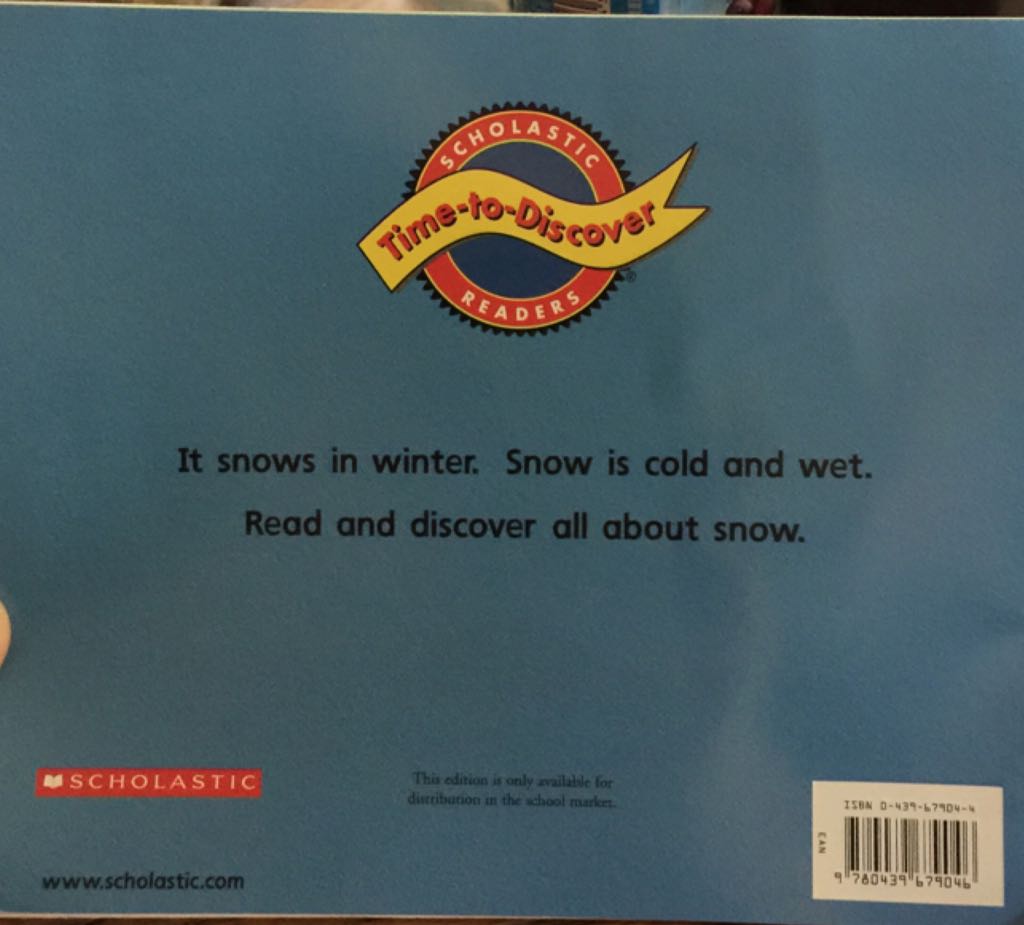 SCHOLASTIC
Time-to-Discover
READERS
®
It snows in winter. Snow is cold and wet.
Read and discover all about snow.
SCHOLASTIC
This edition is only available for
distribution in the school market.
www.scholastic.com
ISBN 0-439-67904-4
EAN
9 780439 679046